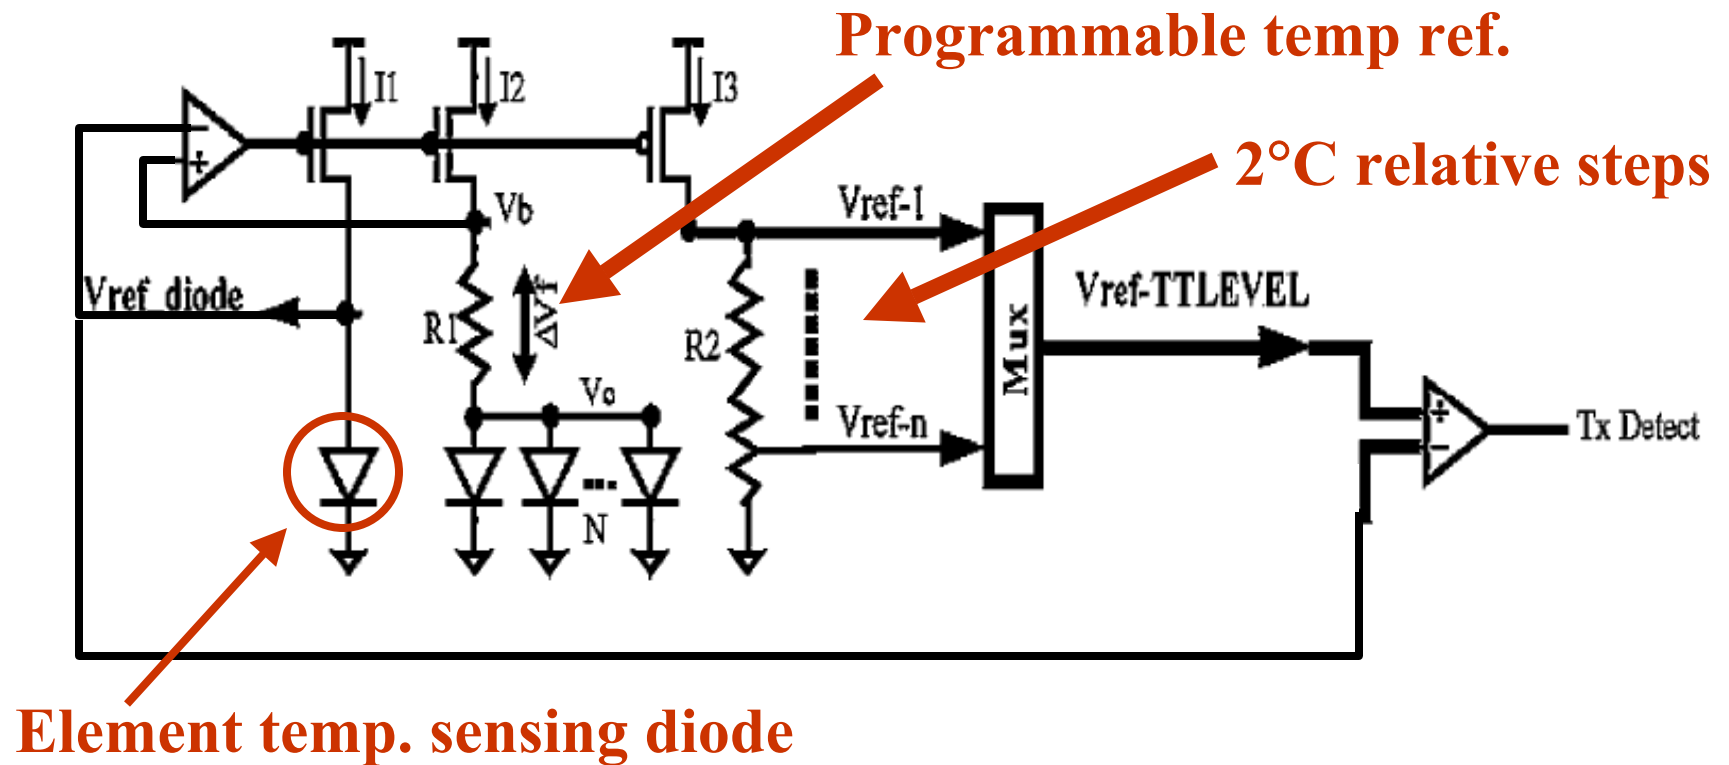 Programmable temp ref.
I1
I2
I3
2°C relative steps
−
+
Vb
Vref-1
Vref_diode
ΔVf
Vref-TTLEVEL
R1
R2
Mux
Vc
Vref-n
+
−
Tx Detect
N
Element temp. sensing diode